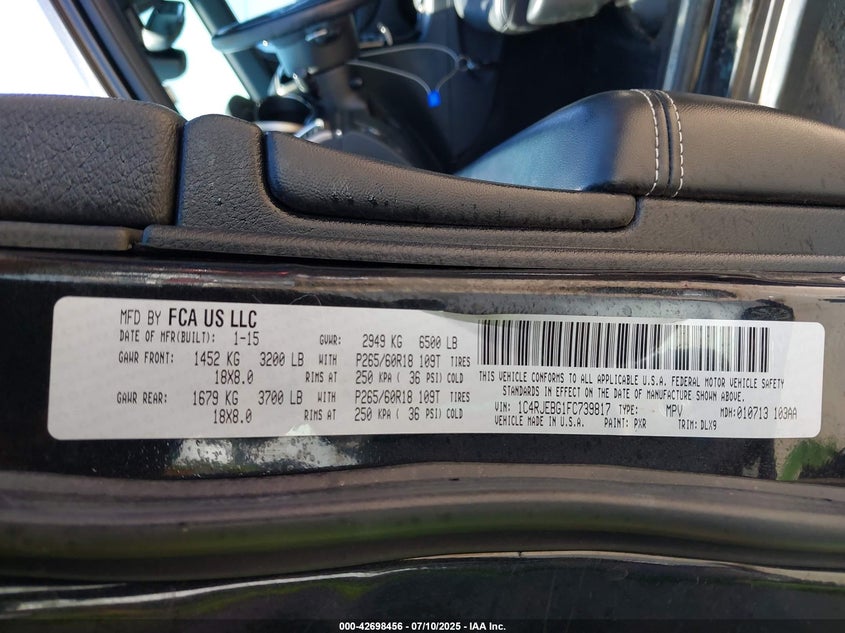 MFD BY FCA US LLC
DATE OF MFR(BUILT): 1-15 GVWR: 2949 KG 6500 LB
GAWR FRONT: 1452 KG 3200 LB WITH P265/60R18 109T TIRES
18X8.0 RIMS AT 250 KPA ( 36 PSI) COLD
GAWR REAR: 1679 KG 3700 LB WITH P265/60R18 109T TIRES
18X8.0 RIMS AT 250 KPA ( 36 PSI) COLD
THIS VEHICLE CONFORMS TO ALL APPLICABLE U.S.A. FEDERAL MOTOR VEHICLE SAFETY
STANDARDS IN EFFECT ON THE DATE OF MANUFACTURE SHOWN ABOVE.
VIN: 1C4RJEBG1FC739817 TYPE: MPV MDH:010713 103AA
VEHICLE MADE IN U.S.A. PAINT: PXR TRIM: DLX9
000-42698456 - 07/10/2025 - IAA Inc.